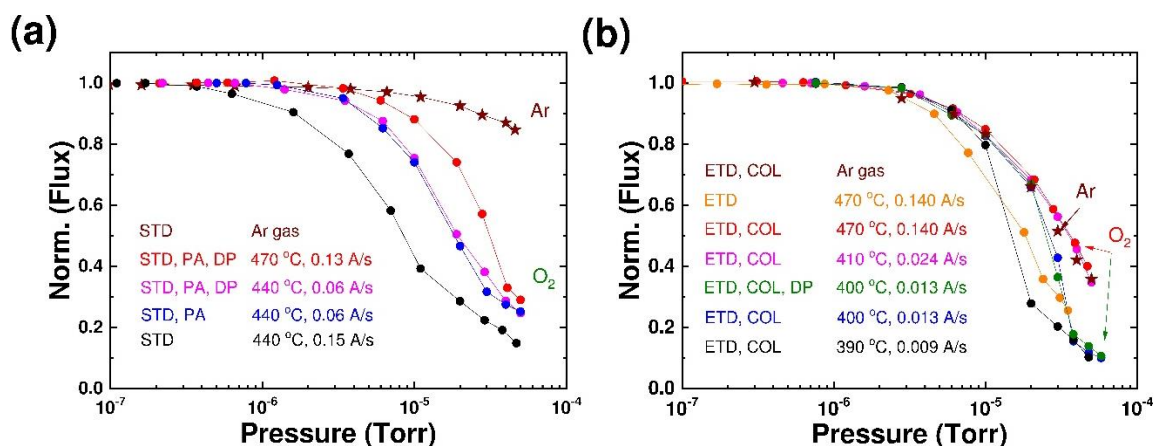 (a)
Norm. (Flux)
1.0
0.8
0.6
0.4
0.2
0.0
Ar
O2
STD Ar gas
STD, PA, DP 470 °C, 0.13 A/s
STD, PA, DP 440 °C, 0.06 A/s
STD, PA 440 °C, 0.06 A/s
STD 440 °C, 0.15 A/s
10-7 10-6 10-5 10-4
Pressure (Torr)
(b)
Norm. (Flux)
1.0
0.8
0.6
0.4
0.2
0.0
ETD, COL Ar gas
ETD 470 °C, 0.140 A/s
ETD, COL 470 °C, 0.140 A/s
ETD, COL 410 °C, 0.024 A/s
ETD, COL, DP 400 °C, 0.013 A/s
ETD, COL 400 °C, 0.013 A/s
ETD, COL 390 °C, 0.009 A/s
Ar
O2
10-7 10-6 10-5 10-4
Pressure (Torr)